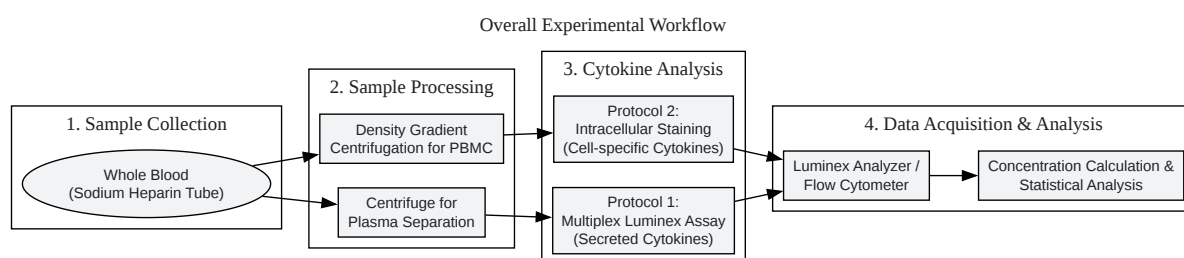 Overall Experimental Workflow
1. Sample Collection
Whole Blood
(Sodium Heparin Tube)
2. Sample Processing
Density Gradient
Centrifugation for PBMC
Centrifuge for
Plasma Separation
3. Cytokine Analysis
Protocol 2:
Intracellular Staining
(Cell-specific Cytokines)
Protocol 1:
Multiplex Luminex Assay
(Secreted Cytokines)
4. Data Acquisition & Analysis
Luminex Analyzer /
Flow Cytometer
Concentration Calculation &
Statistical Analysis